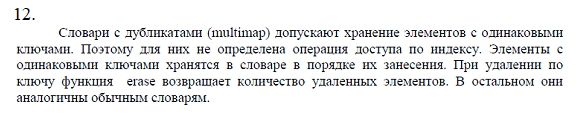 12.
Словари с дубликатами (multimap) допускают хранение элементов с одинаковыми
ключами. Поэтому для них не определена операция доступа по индексу. Элементы с
одинаковыми ключами хранятся в словаре в порядке их занесения. При удалении по
ключу функция erase возвращает количество удаленных элементов. В остальном они
аналогичны обычным словарям.